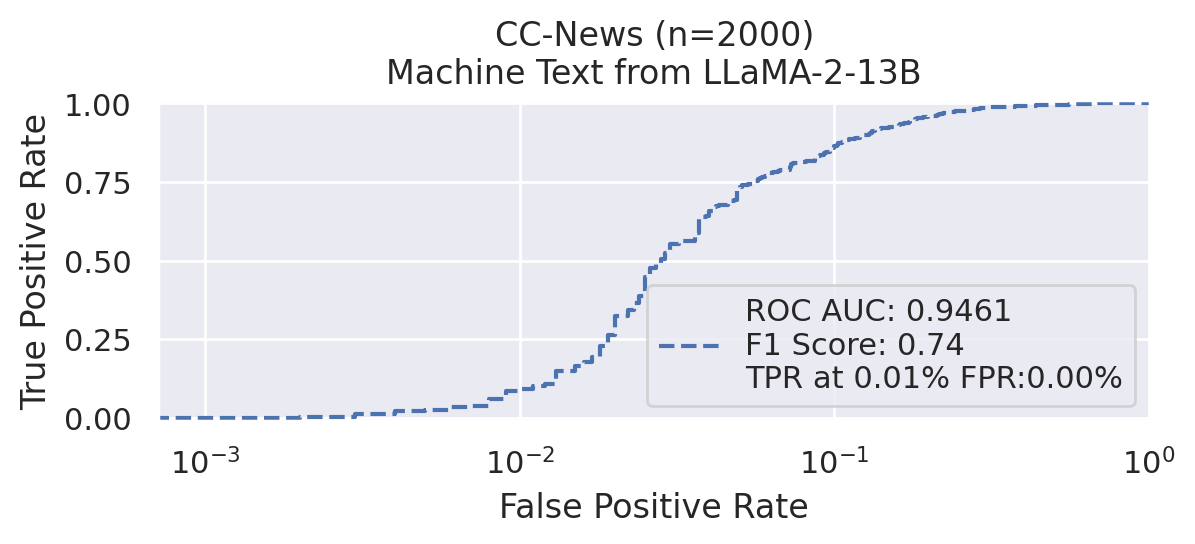 CC-News (n=2000)
Machine Text from LLaMA-2-13B
True Positive Rate
1.00
0.75
0.50
0.25
0.00
ROC AUC: 0.9461
F1 Score: 0.74
TPR at 0.01% FPR:0.00%
10⁻³ 10⁻² 10⁻¹ 10⁰
False Positive Rate